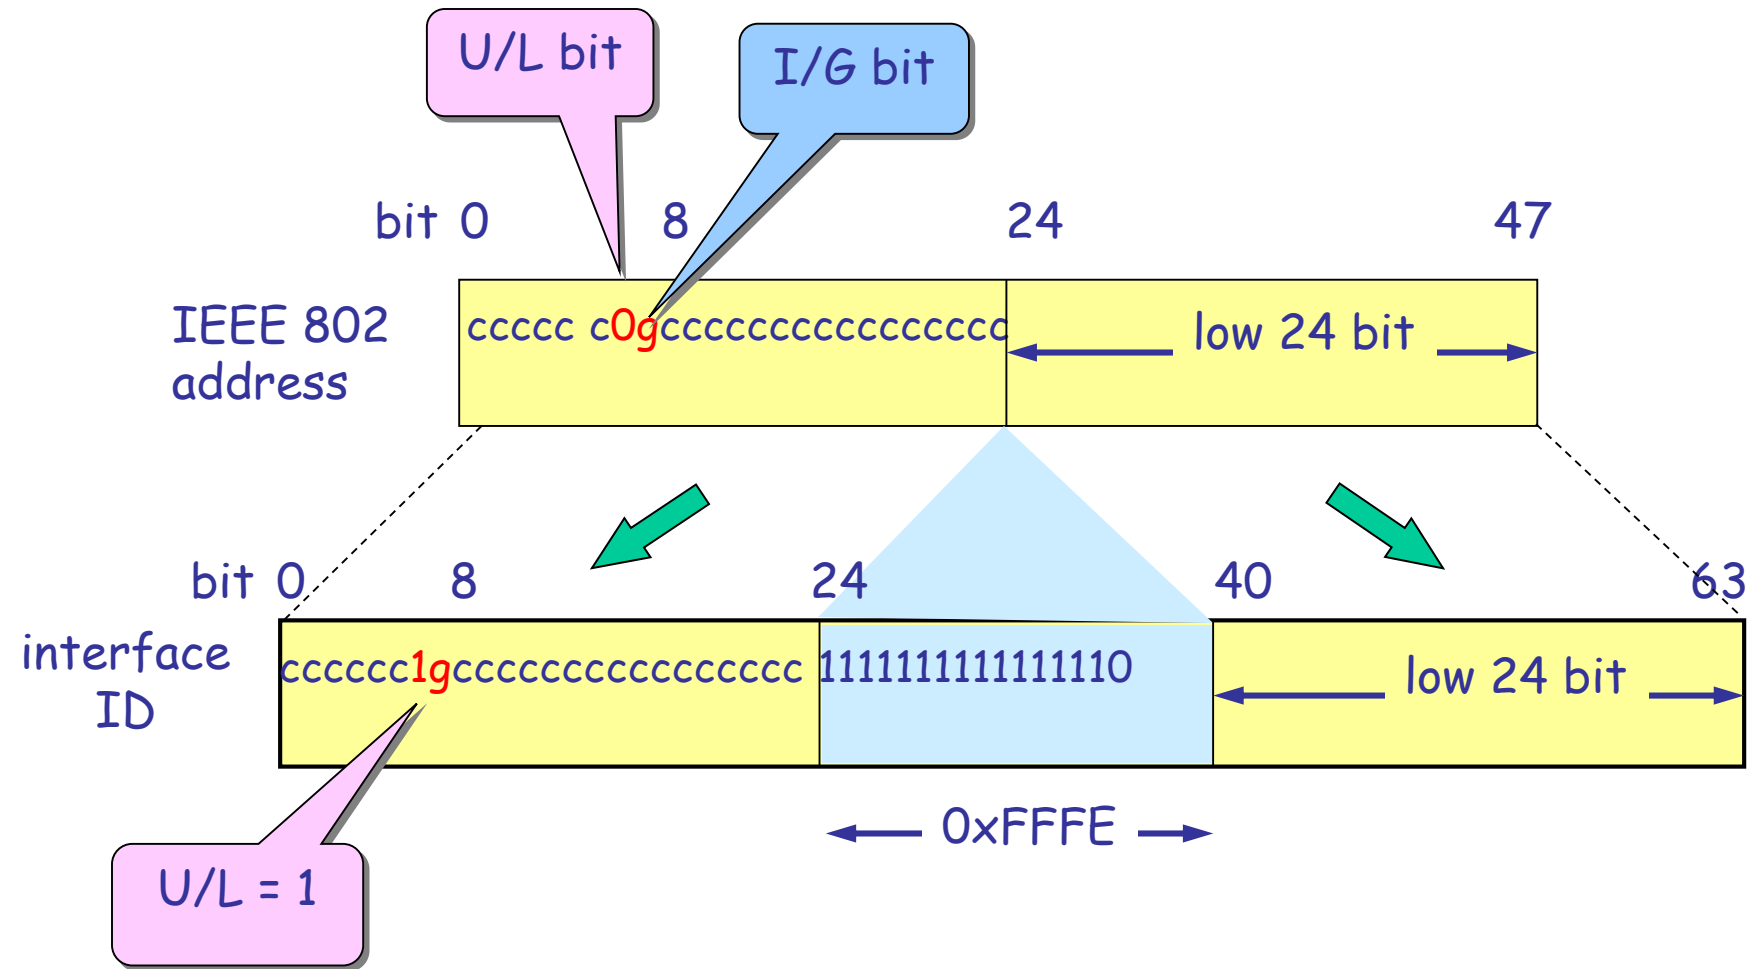 U/L bit
I/G bit
bit 0 8 24 47
IEEE 802
address
ccccc c0gcccccccccccccccc
low 24 bit
bit 0 8 24 40 63
interface
ID
cccccc1gcccccccccccccccc 1111111111111110
low 24 bit
0xFFFE
U/L = 1